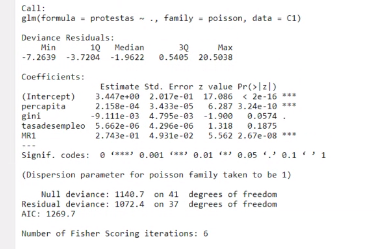 Call:
glm(formula = protestas ~ ., family = poisson, data = C1)
Deviance Residuals:
Min 1Q Median 3Q Max
-7.2639 -3.7204 -1.9622 0.5405 20.5038
Coefficients:
Estimate Std. Error z value Pr(>|z|)
(Intercept) 3.447e+00 2.017e-01 17.086 < 2e-16 ***
percapita 2.158e-04 3.433e-05 6.287 3.24e-10 ***
gini -9.111e-03 4.795e-03 -1.900 0.0574 .
tasadesempleo 5.662e-06 4.296e-06 1.318 0.1875
MR1 2.743e-01 4.931e-02 5.562 2.67e-08 ***
---
Signif. codes: 0 ‘***’ 0.001 ‘**’ 0.01 ‘*’ 0.05 ‘.’ 0.1 ‘ ’ 1
(Dispersion parameter for poisson family taken to be 1)
Null deviance: 1140.7 on 41 degrees of freedom
Residual deviance: 1072.4 on 37 degrees of freedom
AIC: 1269.7
Number of Fisher Scoring iterations: 6